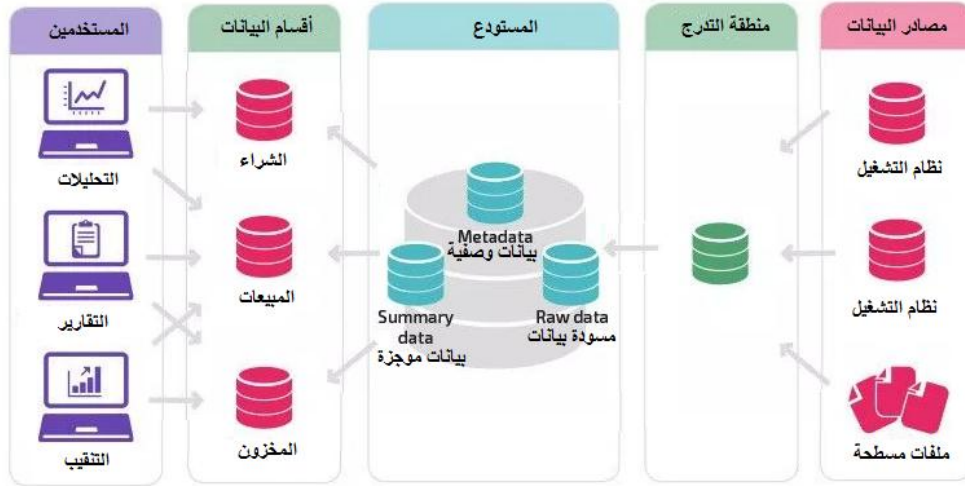 مصادر البيانات
نظام التشغيل
نظام التشغيل
ملفات مسطحة
منطقة التدرج
المستودع
Metadata
بيانات وصفية
Raw data
مسودة بيانات
Summary
data
بيانات موجزة
أقسام البيانات
الشراء
المبيعات
المخزون
المستخدمين
التحليلات
التقارير
التنقيب